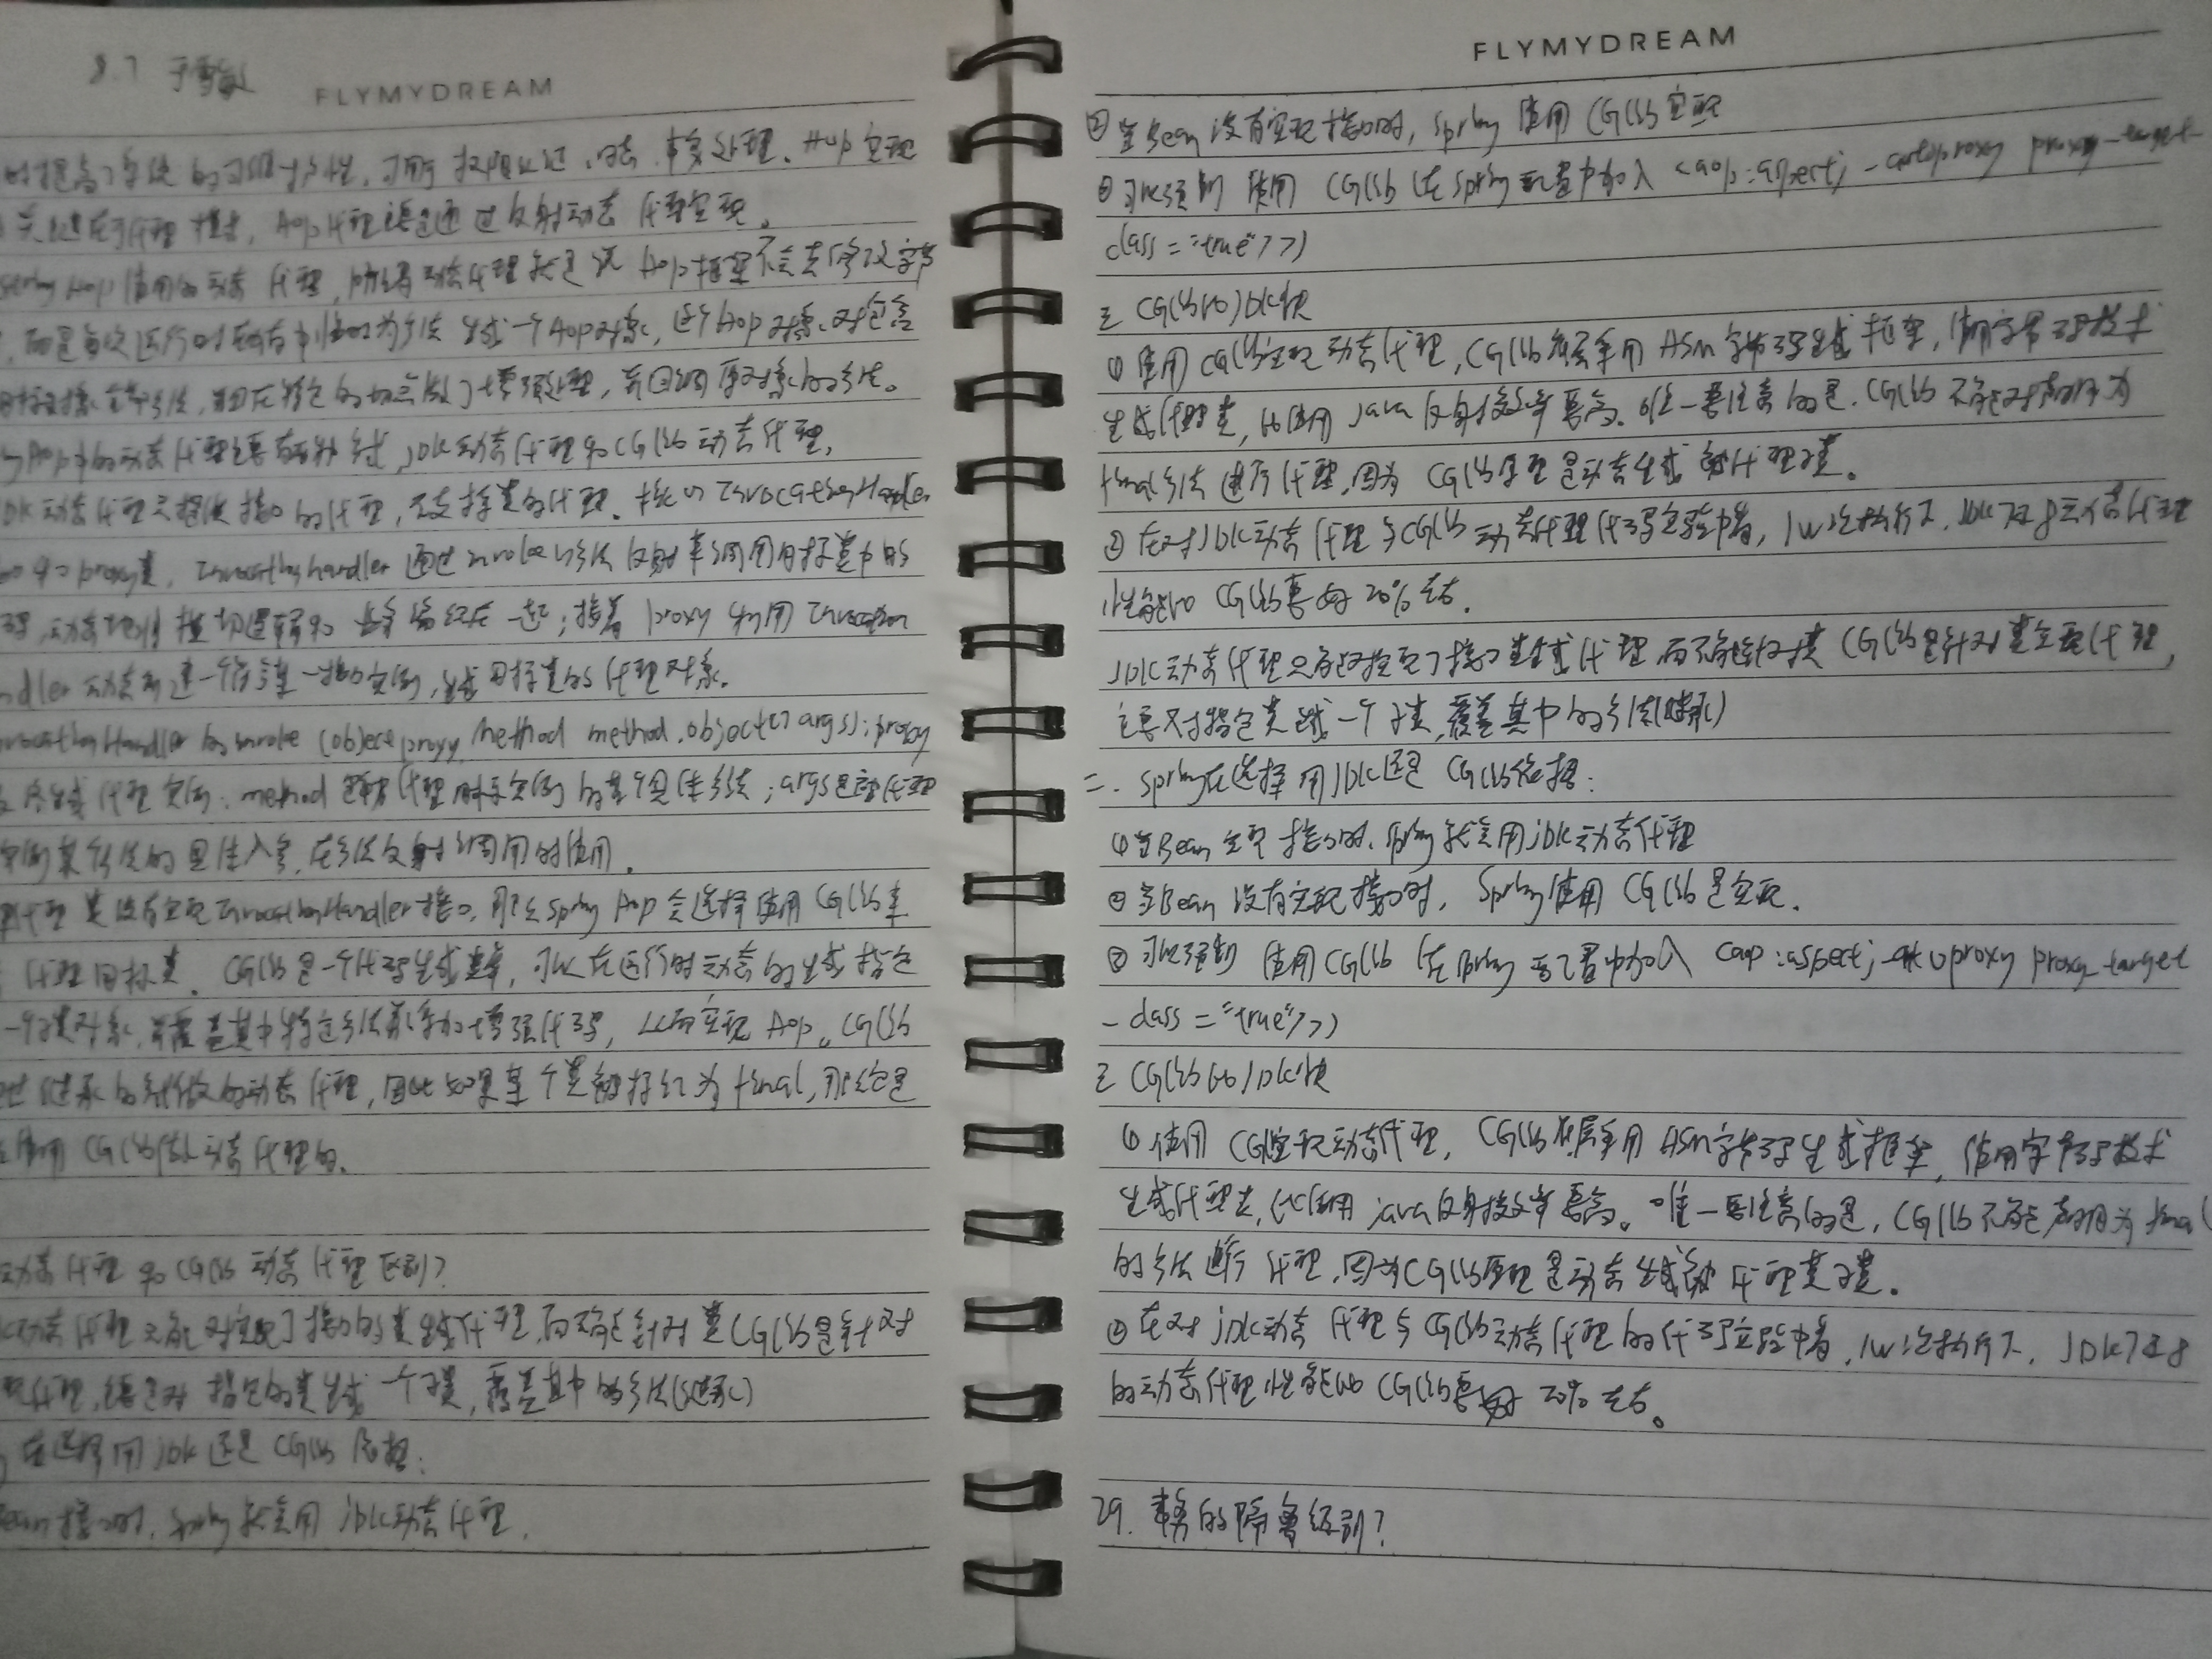 8.7
FLYMYDREAM
的提高了系统的可维护性,可用于权限认证、日志、事务处理。Aop实现
关键在于代理模式,Aop代理主要通过反射动态代理实现。
Spring Aop使用的动态代理,所谓动态代理就是说Aop框架不会去修改字节
,而是每次运行时在内存中临时为方法生成一个Aop对象,这个Aop对象对包含
目标对象全部方法,并且在特定的切点做了增强处理,并回调原对象的方法。
Aop中的动态代理主要有两种方式,JDK动态代理和CGlib动态代理,
JDK动态代理只提供接口的代理,不支持类的代理。核心InvocationHandler
和proxy类,Invocationhandler通过invoke()方法反射来调用目标类中的
码,动态地将横切逻辑和业务编织在一起;接着proxy利用Invocation
ndler动态创建一个符合某一接口实例,生成目标类的代理对象。
InvocationHandler的invoke(object proxy, Method method, object[] args); proxy
是后生成代理实例;method是被代理目标实例的某个具体方法;args是被代理
实例某个方法的具体入参,在方法反射调用时使用。
代理类没有实现InvocationHandler接口,那么Spring Aop会选择使用CGlib来
代理目标类。CGlib是一个代码生成类库,可以在运行时动态的生成指定
一个子类对象,并覆盖其中特定方法并添加增强代码,从而实现Aop。CGlib
过继承的方式做的动态代理,因此如果某个类被标记为final,那么它是
使用CGlib做动态代理的。
动态代理和CGlib动态代理区别?
动态代理只能对实现了接口的类生成代理,而不能针对类 CGlib是针对
现代理,主要是对指定的类生成一个子类,覆盖其中的方法(继承)
在选择用JDK还是CGlib依据:
ean接口时,Spring就会用JDK动态代理。
FLYMYDREAM
②当Bean没有实现接口时,Spring使用CGlib实现
③可以强制使用CGlib(在Spring配置中加入<aop:aspectj-autoproxy proxy-target-
class="true"/>)
三 CGlib比JDK快
①使用CGlib实现动态代理,CGlib底层采用ASM字节码生成框架,使用字节码技术
生成代理类,比使用Java反射效率要高。唯一要注意的是,CGlib不能对声明为
final方法进行代理,因为CGlib原理是动态生成被代理子类。
②在对JDK动态代理与CGlib动态代理代码实验中看,1W次执行下,JDK7及8动态代理
性能比CGlib要好20%左右。
JDK动态代理只能对实现了接口类生成代理,而不能针对类 CGlib是针对类实现代理,
主要对指定类生成一个子类,覆盖其中的方法(继承)
二. Spring在选择用JDK还是CGlib依据:
①当Bean实现接口时,Spring就会用JDK动态代理
②当Bean没有实现接口时,Spring使用CGlib是实现。
③可以强制使用CGlib(在Spring配置中加入<aop:aspectj-autoproxy proxy-target
-class="true"/>)
三 CGlib比JDK快
①使用CGlib实现动态代理,CGlib底层采用ASM字节码生成框架,使用字节码技术
生成代理类,比使用java反射效率要高。唯一要注意的是,CGlib不能声明为final
的方法进行代理,因为CGlib原理是动态生成被代理类子类。
②在对JDK动态代理与CGlib动态代理的代码实验中看,1W次执行下,JDK7及8
的动态代理性能比CGlib要好20%左右。
29. 事务的隔离级别?